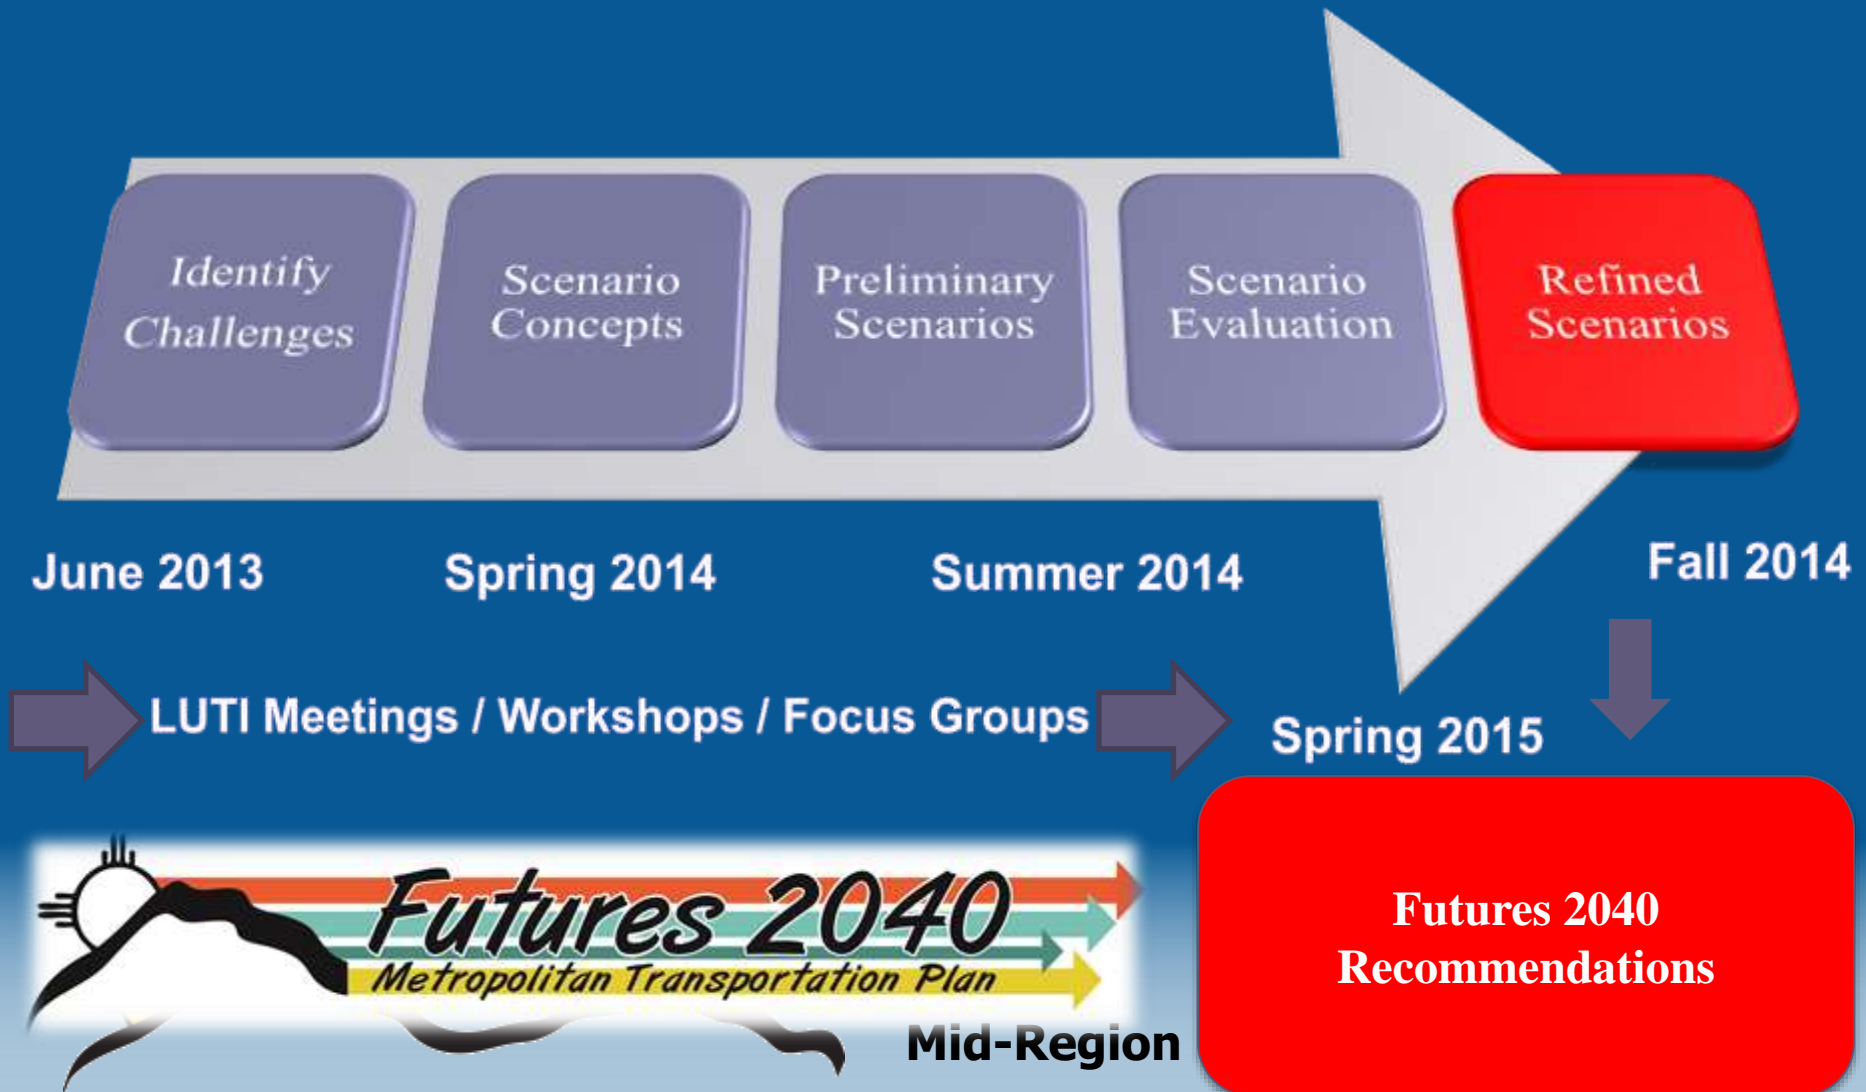 Identify
Challenges
Scenario
Concepts
Preliminary
Scenarios
Scenario
Evaluation
Refined
Scenarios
June 2013
Spring 2014
Summer 2014
Fall 2014
LUTI Meetings / Workshops / Focus Groups
Spring 2015
Futures 2040
Metropolitan Transportation Plan
Futures 2040
Recommendations
Mid-Region